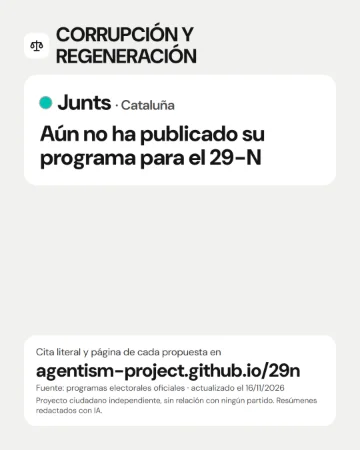 CORRUPCIÓN Y
REGENERACIÓN
Junts · Cataluña
Aún no ha publicado su
programa para el 29-N
Cita literal y página de cada propuesta en
agentism-project.github.io/29n
Fuente: programas electorales oficiales · actualizado el 16/11/2026
Proyecto ciudadano independiente, sin relación con ningún partido. Resúmenes
redactados con IA.